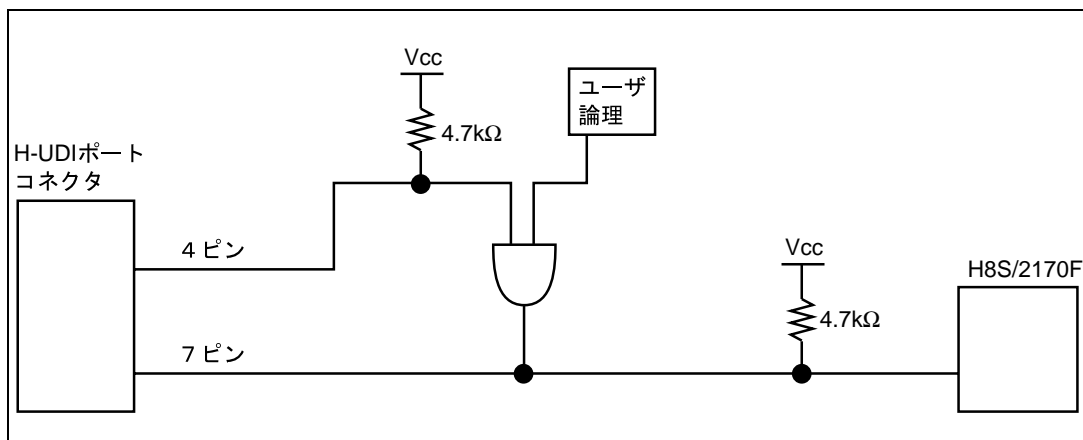 Vcc
ユーザ
論理
4.7kΩ
H-UDIポート
コネクタ
4 ピン
Vcc
H8S/2170F
4.7kΩ
7 ピン